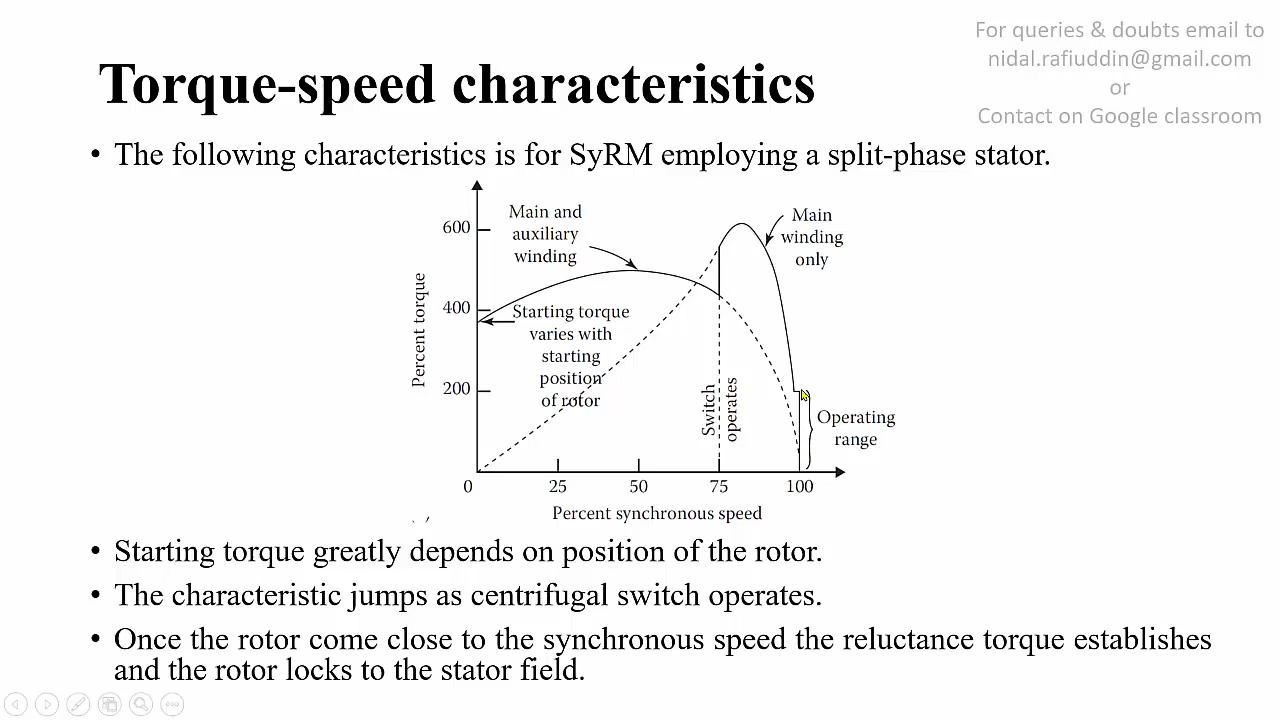 For queries & doubts email to
nidal.rafiuddin@gmail.com
or
Contact on Google classroom
Torque-speed characteristics
• The following characteristics is for SyRM employing a split-phase stator.
Percent torque
600
400
200
Main and
auxiliary
winding
Main
winding
only
Starting torque
varies with
starting
position
of rotor
Switch
operates
Operating
range
0
25
50
75
100
Percent synchronous speed
• Starting torque greatly depends on position of the rotor.
• The characteristic jumps as centrifugal switch operates.
• Once the rotor come close to the synchronous speed the reluctance torque establishes
and the rotor locks to the stator field.